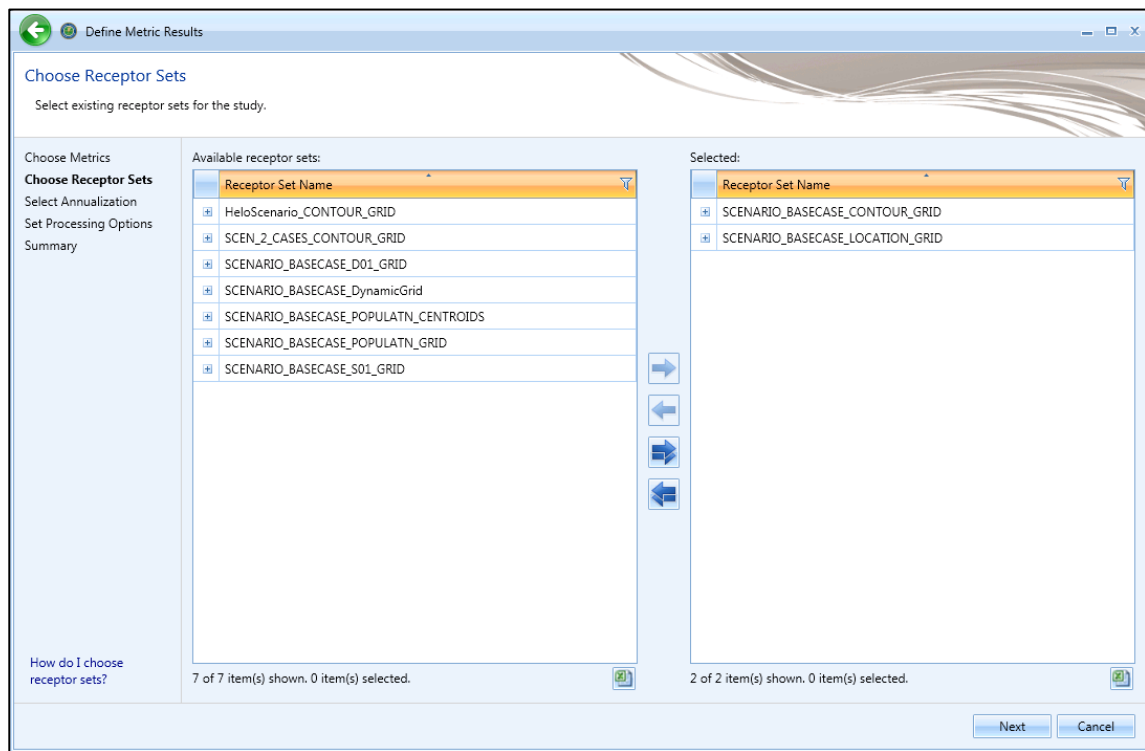 Define Metric Results
Choose Receptor Sets
Select existing receptor sets for the study.
Choose Metrics
Choose Receptor Sets
Select Annualization
Set Processing Options
Summary
How do I choose
receptor sets?
Available receptor sets:
Receptor Set Name
HeloScenario_CONTOUR_GRID
SCEN_2_CASES_CONTOUR_GRID
SCENARIO_BASECASE_D01_GRID
SCENARIO_BASECASE_DynamicGrid
SCENARIO_BASECASE_POPULATN_CENTROIDS
SCENARIO_BASECASE_POPULATN_GRID
SCENARIO_BASECASE_S01_GRID
7 of 7 item(s) shown. 0 item(s) selected.
Selected:
Receptor Set Name
SCENARIO_BASECASE_CONTOUR_GRID
SCENARIO_BASECASE_LOCATION_GRID
2 of 2 item(s) shown. 0 item(s) selected.
Next
Cancel